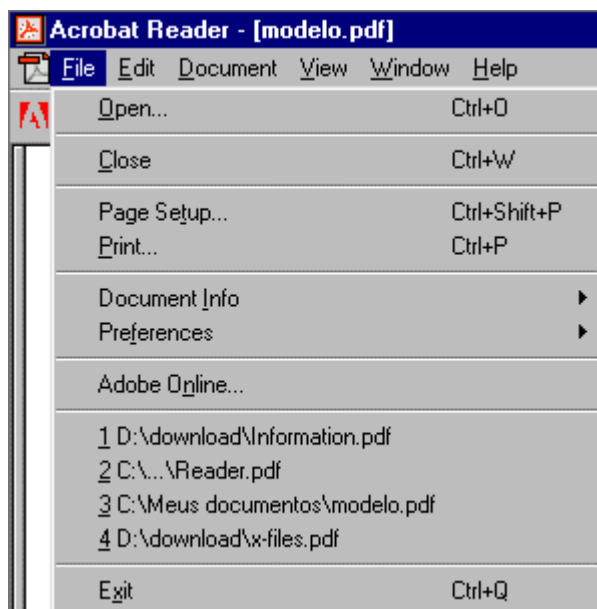 Acrobat Reader - [modelo.pdf]
File Edit Document View Window Help
Open... Ctrl+O
Close Ctrl+W
Page Setup... Ctrl+Shift+P
Print... Ctrl+P
Document Info
Preferences
Adobe Online...
1 D:\download\Information.pdf
2 C:\...\Reader.pdf
3 C:\Meus documentos\modelo.pdf
4 D:\download\x-files.pdf
Exit Ctrl+Q